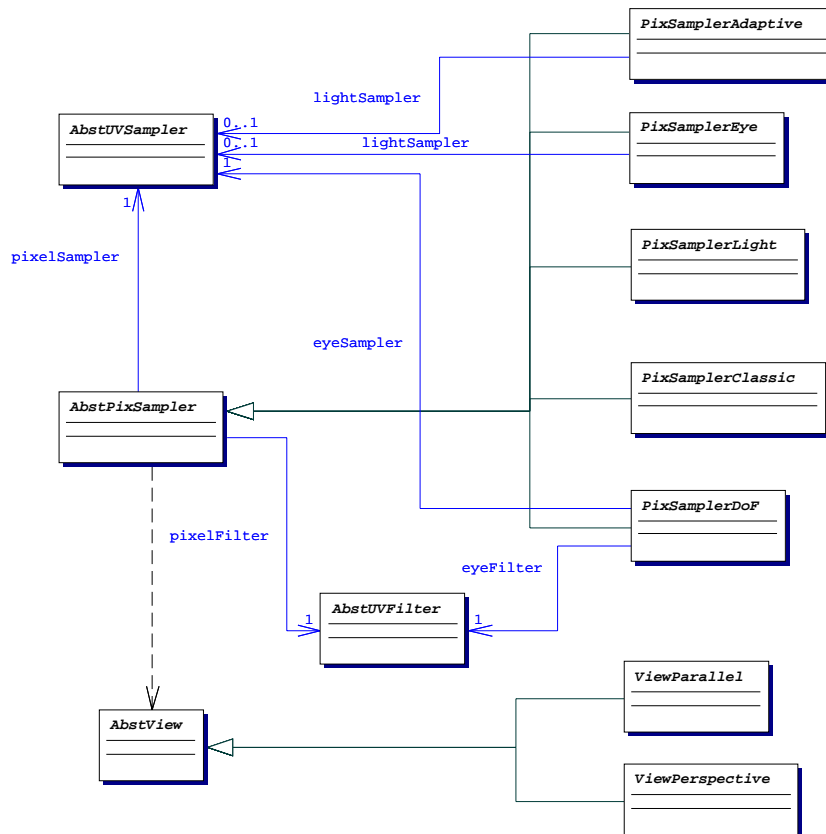 PixSamplerAdaptive
lightSampler
AbstUVSampler
0..1
PixSamplerEye
0..1
lightSampler
1
1
pixelSampler
PixSamplerLight
eyeSampler
PixSamplerClassic
AbstPixSampler
PixSamplerDoF
pixelFilter
eyeFilter
AbstUVFilter
1
1
ViewParallel
AbstView
ViewPerspective